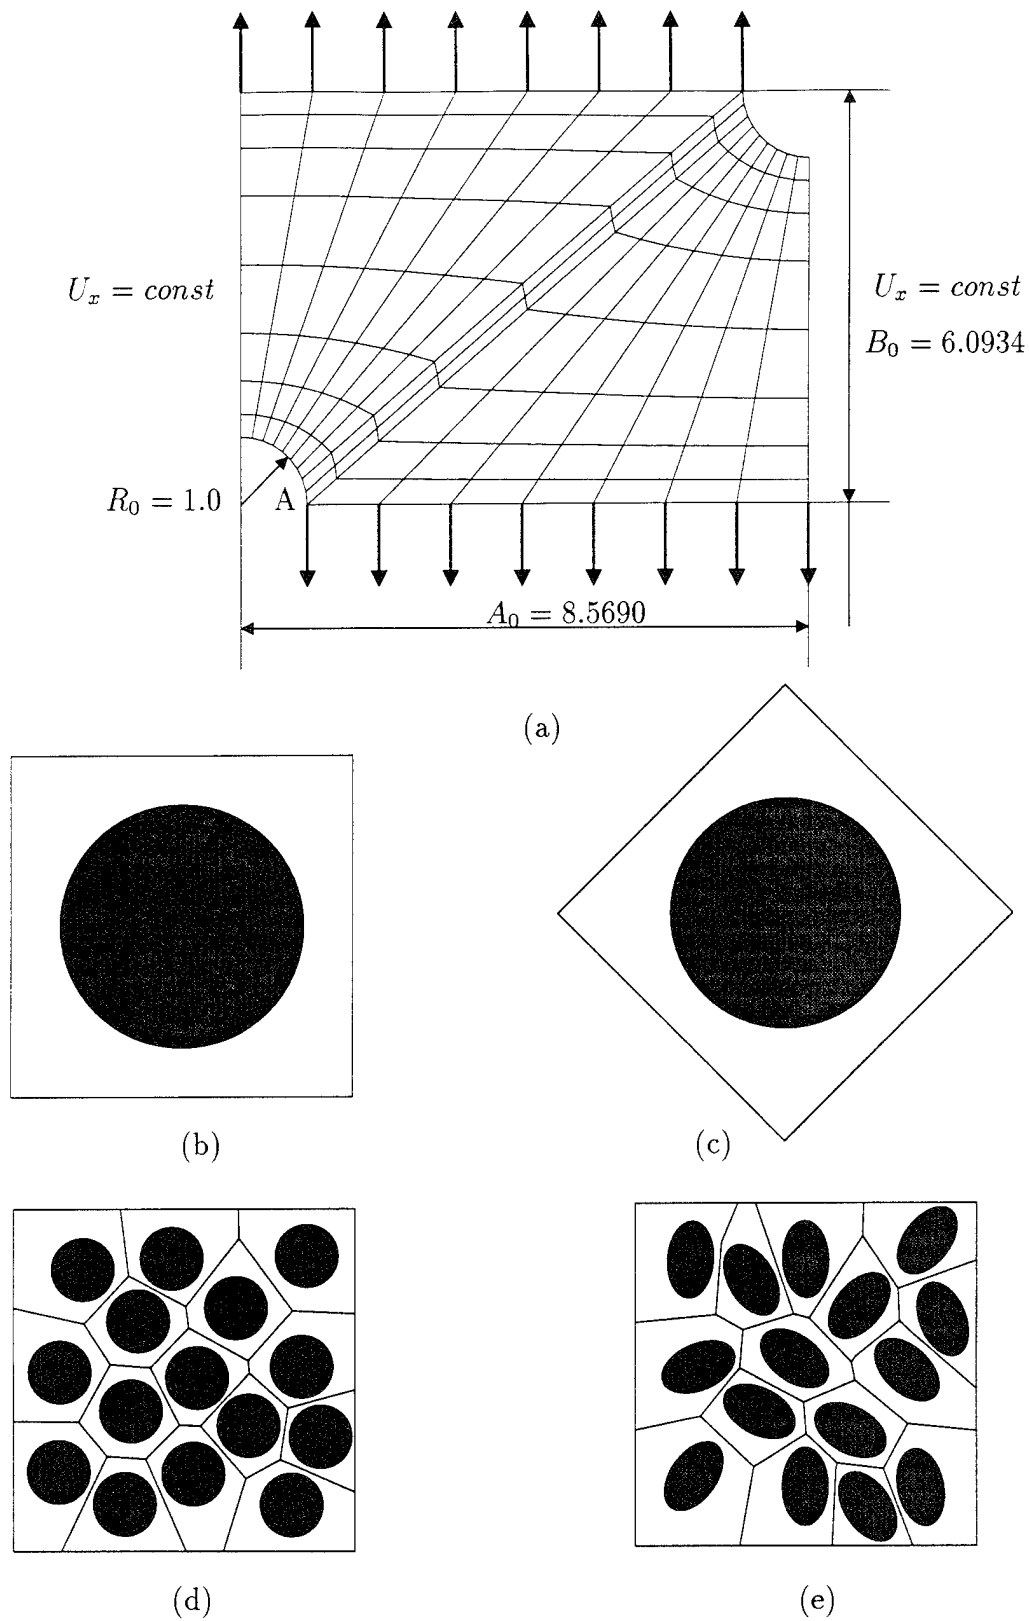 $U_x = const$
$U_x = const$
$B_0 = 6.0934$
$R_0 = 1.0$
A
$A_0 = 8.5690$
(a)
(b)
(c)
(d)
(e)